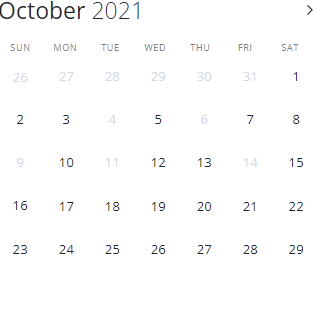 October 2021
SUN MON TUE WED THU FRI SAT
26 27 28 29 30 31 1
2 3 4 5 6 7 8
9 10 11 12 13 14 15
16 17 18 19 20 21 22
23 24 25 26 27 28 29